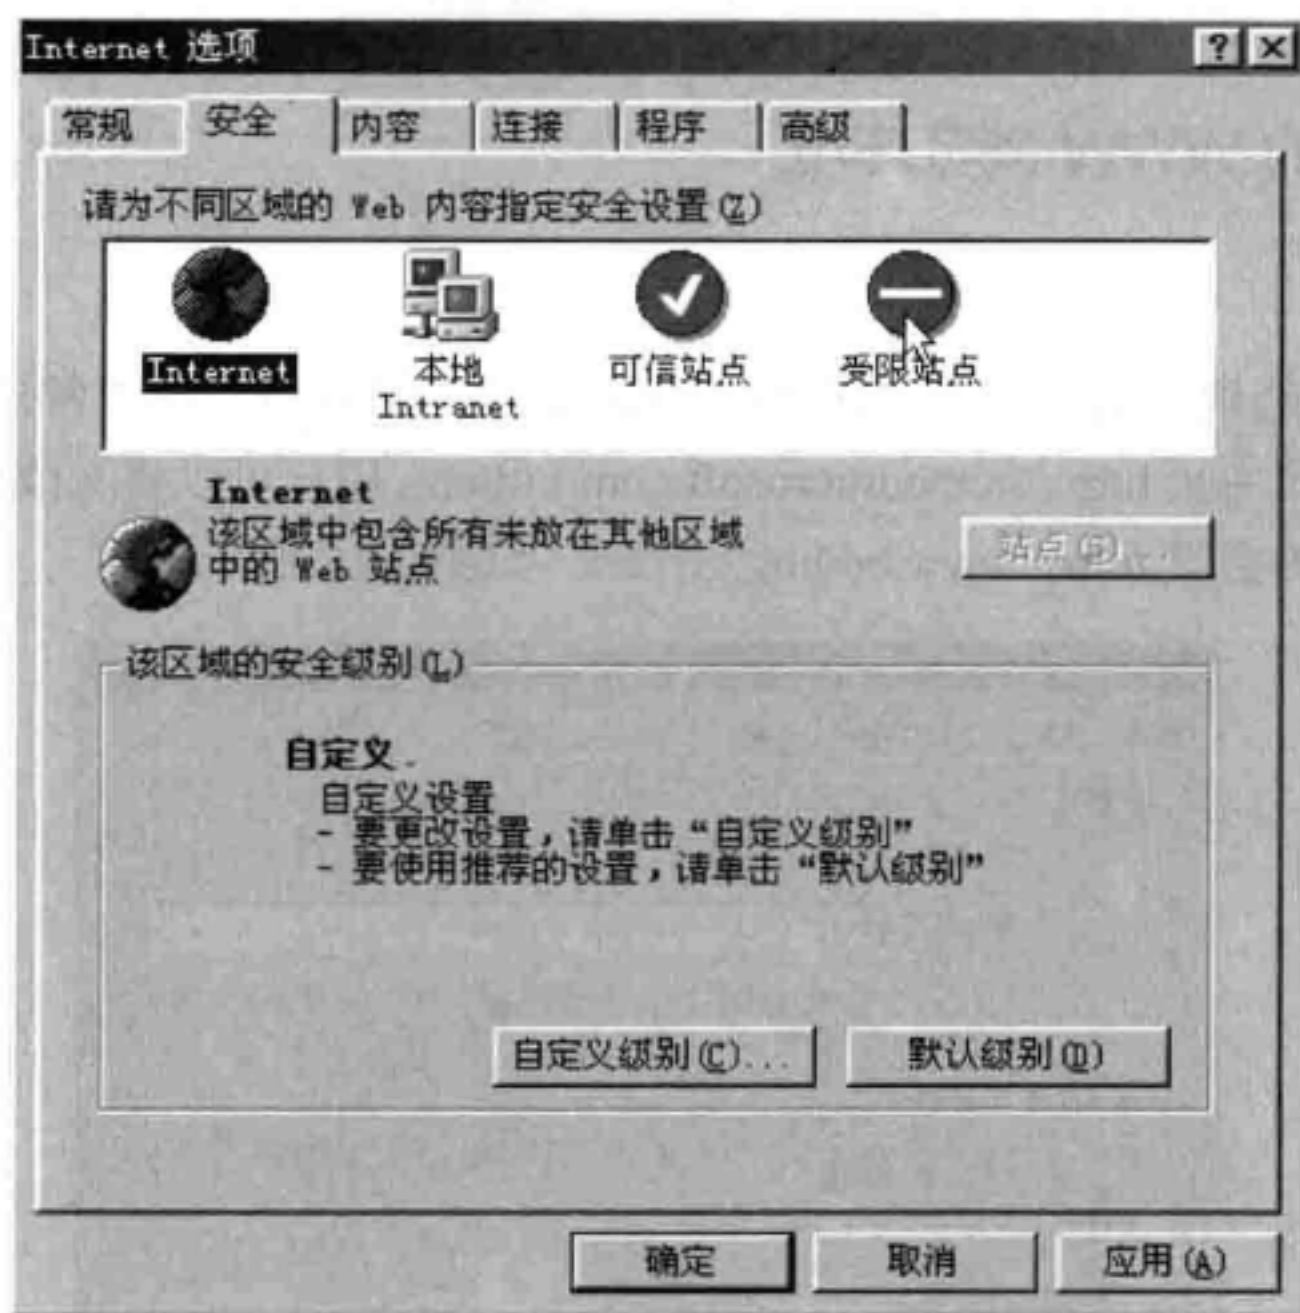 Internet 选项
常规 安全 内容 连接 程序 高级
请为不同区域的 Web 内容指定安全设置(Z)
Internet
本地
Intranet
可信站点
受限站点
Internet
该区域中包含所有未放在其他区域
中的 Web 站点
站点(S)...
该区域的安全级别(L)
自定义
自定义设置
- 要更改设置，请单击“自定义级别”
- 要使用推荐的设置，请单击“默认级别”
自定义级别(C)... 默认级别(D)
确定 取消 应用(A)